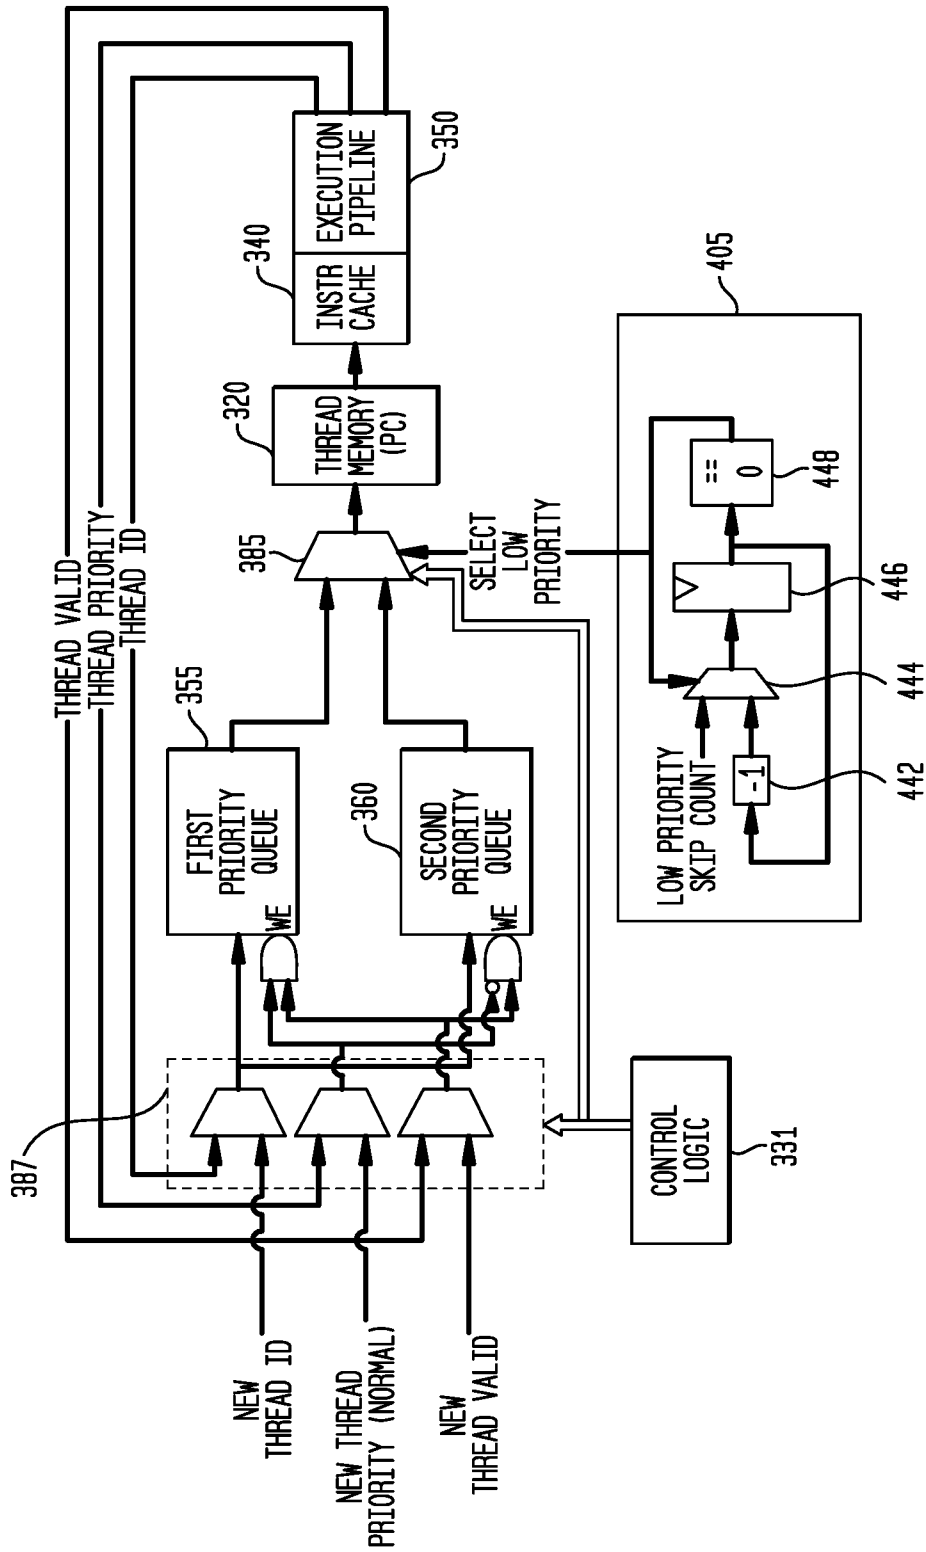 THREAD VALID
THREAD PRIORITY
THREAD ID
387
NEW
THREAD ID
NEW THREAD
PRIORITY (NORMAL)
NEW
THREAD VALID
355
FIRST
PRIORITY
QUEUE
WE
360
SECOND
PRIORITY
QUEUE
WE
385
320
THREAD
MEMORY
(PC)
340
INSTR
CACHE
EXECUTION
PIPELINE
350
SELECT
LOW
PRIORITY
CONTROL
LOGIC
331
405
LOW PRIORITY
SKIP COUNT
-1
442
444
446
==
0
448